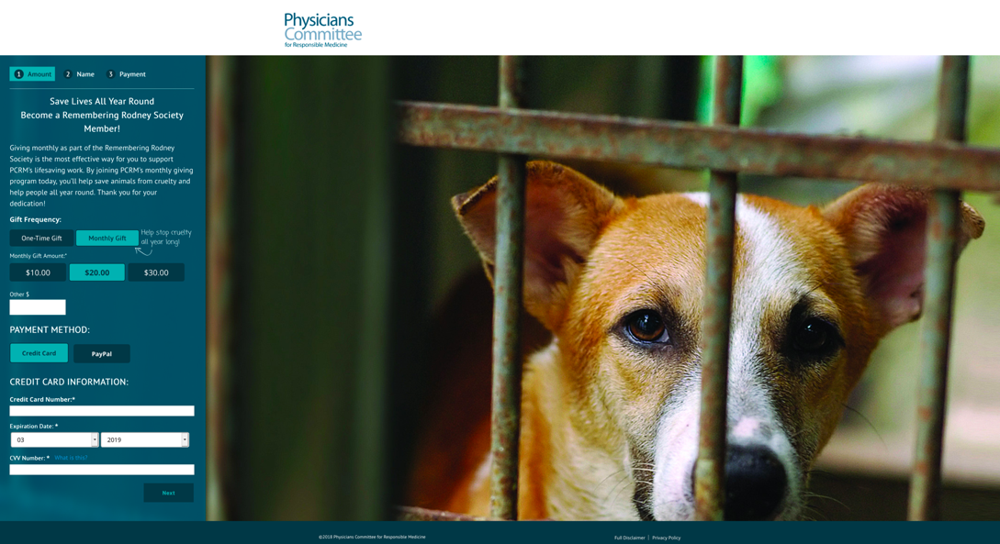 Physicians
Committee
for Responsible Medicine
1 Amount 2 Name 3 Payment
Save Lives All Year Round
Become a Remembering Rodney Society
Member!
Giving monthly as part of the Remembering Rodney
Society is the most effective way for you to support
PCRM's lifesaving work. By joining PCRM's monthly giving
program today, you'll help save animals from cruelty and
help people all year round. Thank you for your
dedication!
Gift Frequency:
One-Time Gift Monthly Gift
Help stop cruelty
all year long!
Monthly Gift Amount:*
$10.00 $20.00 $30.00
Other $
PAYMENT METHOD:
Credit Card PayPal
CREDIT CARD INFORMATION:
Credit Card Number:*
Expiration Date: *
03 2019
CVV Number: * What is this?
Next
©2018 Physicians Committee for Responsible Medicine
Full Disclaimer | Privacy Policy